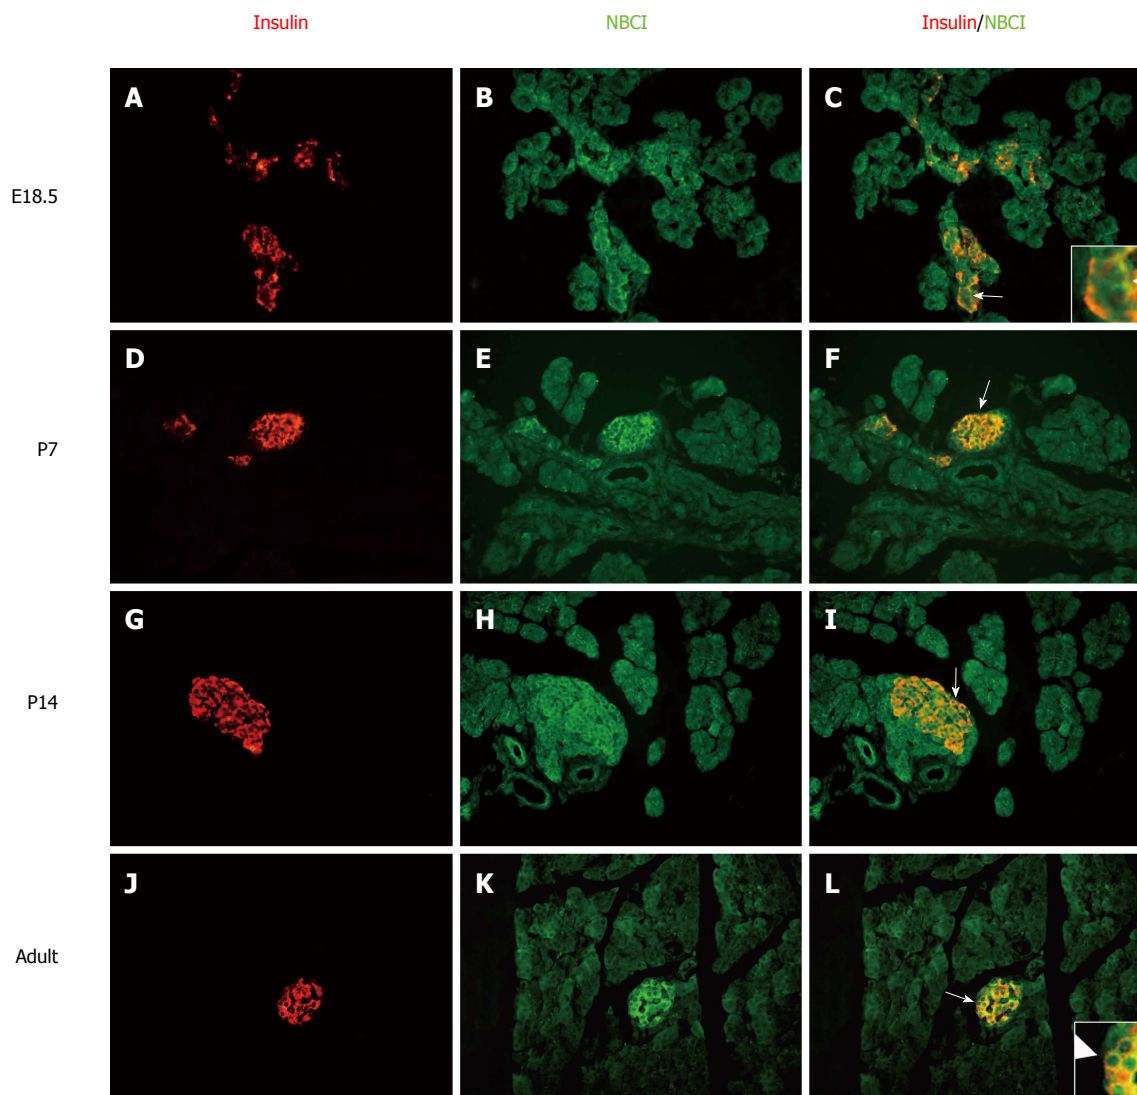 Insulin NBCI Insulin/NBCI
E18.5 A B C
P7 D E F
P14 G H I
Adult J K L